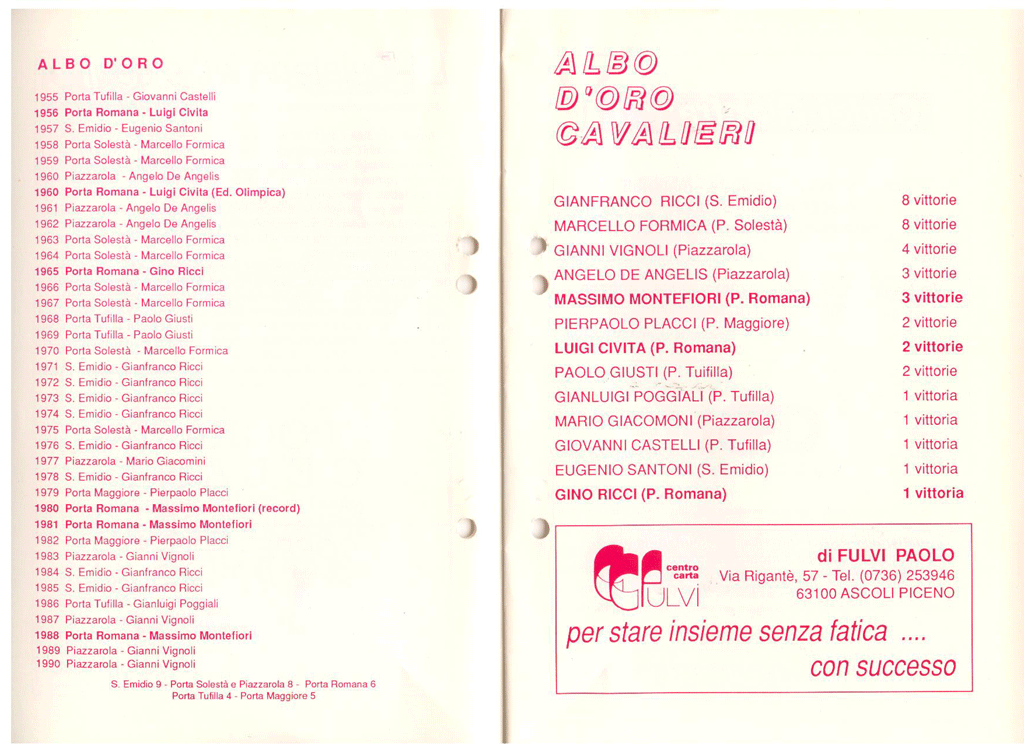 ALBO D'ORO
1955 Porta Tufilla - Giovanni Castelli
1956 Porta Romana - Luigi Civita
1957 S. Emidio - Eugenio Santoni
1958 Porta Solestà - Marcello Formica
1959 Porta Solestà - Marcello Formica
1960 Piazzarola - Angelo De Angelis
1960 Porta Romana - Luigi Civita (Ed. Olimpica)
1961 Piazzarola - Angelo De Angelis
1962 Piazzarola - Angelo De Angelis
1963 Porta Solestà - Marcello Formica
1964 Porta Solestà - Marcello Formica
1965 Porta Romana - Gino Ricci
1966 Porta Solestà - Marcello Formica
1967 Porta Solestà - Marcello Formica
1968 Porta Tufilla - Paolo Giusti
1969 Porta Tufilla - Paolo Giusti
1970 Porta Solestà - Marcello Formica
1971 S. Emidio - Gianfranco Ricci
1972 S. Emidio - Gianfranco Ricci
1973 S. Emidio - Gianfranco Ricci
1974 S. Emidio - Gianfranco Ricci
1975 Porta Solestà - Marcello Formica
1976 S. Emidio - Gianfranco Ricci
1977 Piazzarola - Mario Giacomini
1978 S. Emidio - Gianfranco Ricci
1979 Porta Maggiore - Pierpaolo Placci
1980 Porta Romana - Massimo Montefiori (record)
1981 Porta Romana - Massimo Montefiori
1982 Porta Maggiore - Pierpaolo Placci
1983 Piazzarola - Gianni Vignoli
1984 S. Emidio - Gianfranco Ricci
1985 S. Emidio - Gianfranco Ricci
1986 Porta Tufilla - Gianluigi Poggiali
1987 Piazzarola - Gianni Vignoli
1988 Porta Romana - Massimo Montefiori
1989 Piazzarola - Gianni Vignoli
1990 Piazzarola - Gianni Vignoli
S. Emidio 9 - Porta Solestà e Piazzarola 8 - Porta Romana 6
Porta Tufilla 4 - Porta Maggiore 5
ALBO
D'ORO
CAVALIERI
GIANFRANCO RICCI (S. Emidio) 8 vittorie
MARCELLO FORMICA (P. Solestà) 8 vittorie
GIANNI VIGNOLI (Piazzarola) 4 vittorie
ANGELO DE ANGELIS (Piazzarola) 3 vittorie
MASSIMO MONTEFIORI (P. Romana) 3 vittorie
PIERPAOLO PLACCI (P. Maggiore) 2 vittorie
LUIGI CIVITA (P. Romana) 2 vittorie
PAOLO GIUSTI (P. Tuifilla) 2 vittorie
GIANLUIGI POGGIALI (P. Tufilla) 1 vittoria
MARIO GIACOMONI (Piazzarola) 1 vittoria
GIOVANNI CASTELLI (P. Tufilla) 1 vittoria
EUGENIO SANTONI (S. Emidio) 1 vittoria
GINO RICCI (P. Romana) 1 vittoria
centro
carta
FULVI
di FULVI PAOLO
Via Rigantè, 57 - Tel. (0736) 253946
63100 ASCOLI PICENO
per stare insieme senza fatica ....
con successo